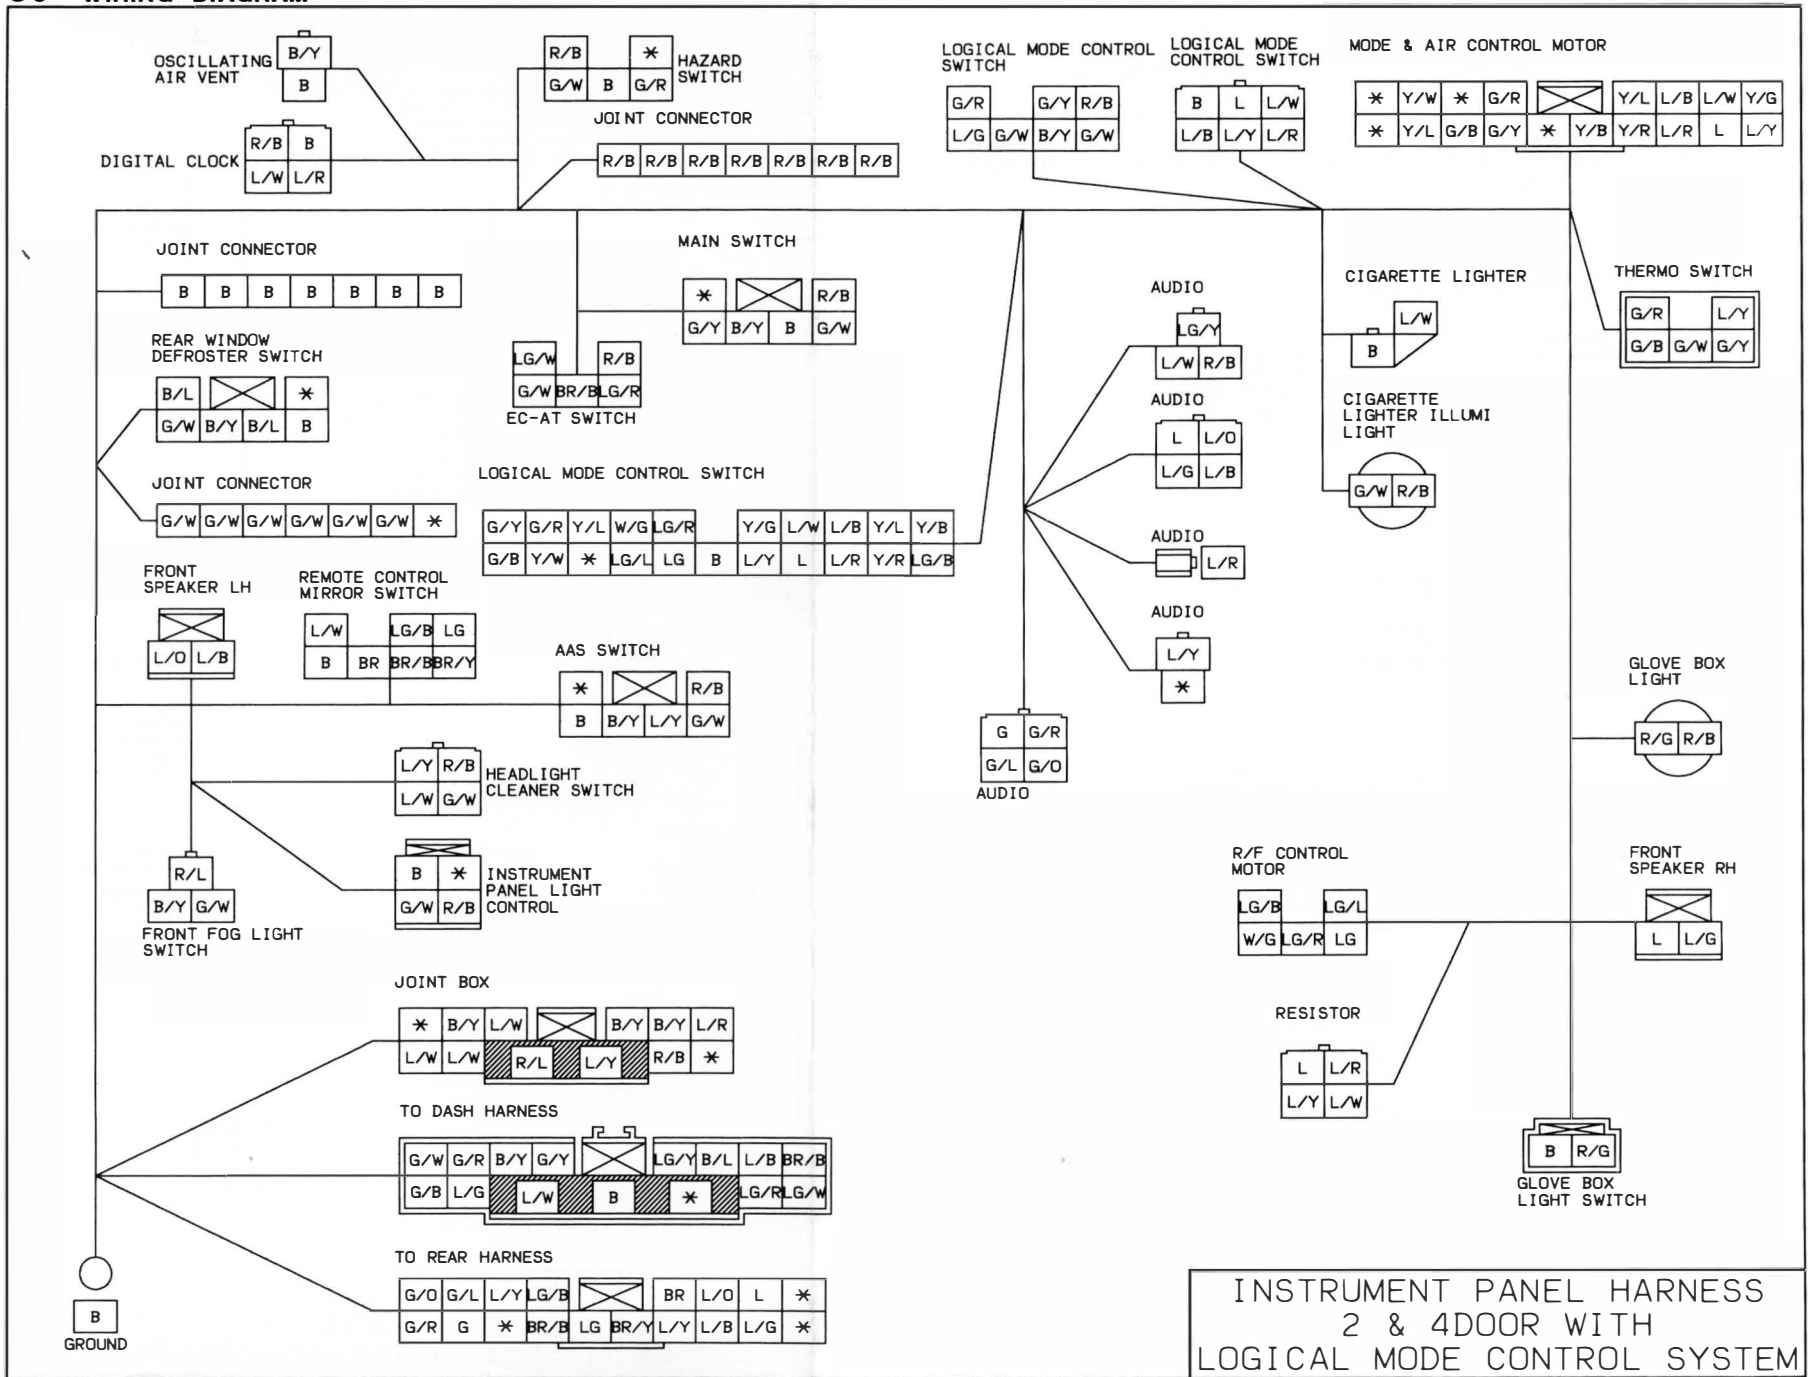 OSCILLATING
AIR VENT
B/Y
B
R/B *
G/W B G/R
HAZARD
SWITCH
DIGITAL CLOCK
R/B B
L/W L/R
JOINT CONNECTOR
R/B R/B R/B R/B R/B R/B R/B
LOGICAL MODE CONTROL
SWITCH
G/R G/Y R/B
L/G G/W B/Y G/W
LOGICAL MODE
CONTROL SWITCH
B L L/W
L/B L/Y L/R
MODE & AIR CONTROL MOTOR
* Y/W * G/R Y/L L/B L/W Y/G
* Y/L G/B G/Y * Y/B Y/R L/R L L/Y
JOINT CONNECTOR
B B B B B B B
MAIN SWITCH
* R/B
G/Y B/Y B G/W
REAR WINDOW
DEFROSTER SWITCH
B/L *
G/W B/Y B/L B
LG/W R/B
G/W BR/B LG/R
EC-AT SWITCH
AUDIO
LG/Y
L/W R/B
CIGARETTE LIGHTER
L/W
B
THERMO SWITCH
G/R L/Y
G/B G/W G/Y
AUDIO
L L/O
L/G L/B
CIGARETTE
LIGHTER ILLUMI
LIGHT
G/W R/B
JOINT CONNECTOR
G/W G/W G/W G/W G/W G/W *
LOGICAL MODE CONTROL SWITCH
G/Y G/R Y/L W/G LG/R Y/G L/W L/B Y/L Y/B
G/B Y/W * LG/L LG B L/Y L L/R Y/R LG/B
AUDIO
L/R
FRONT
SPEAKER LH
L/O L/B
REMOTE CONTROL
MIRROR SWITCH
L/W LG/B LG
B BR BR/B BR/Y
AAS SWITCH
* R/B
B B/Y L/Y G/W
AUDIO
L/Y
*
G G/R
G/L G/O
AUDIO
GLOVE BOX
LIGHT
R/G R/B
L/Y R/B
L/W G/W
HEADLIGHT
CLEANER SWITCH
R/L
B/Y G/W
FRONT FOG LIGHT
SWITCH
B *
G/W R/B
INSTRUMENT
PANEL LIGHT
CONTROL
R/F CONTROL
MOTOR
LG/B LG/L
W/G LG/R LG
FRONT
SPEAKER RH
L L/G
JOINT BOX
* B/Y L/W B/Y B/Y L/R
L/W L/W R/L L/Y R/B *
RESISTOR
L L/R
L/Y L/W
TO DASH HARNESS
G/W G/R B/Y G/Y LG/Y B/L L/B BR/B
G/B L/G L/W B * LG/R LG/W
B R/G
GLOVE BOX
LIGHT SWITCH
TO REAR HARNESS
G/O G/L L/Y LG/B BR L/O L *
G/R G * BR/B LG BR/Y L/Y L/B L/G *
B
GROUND
INSTRUMENT PANEL HARNESS
2 & 4DOOR WITH
LOGICAL MODE CONTROL SYSTEM